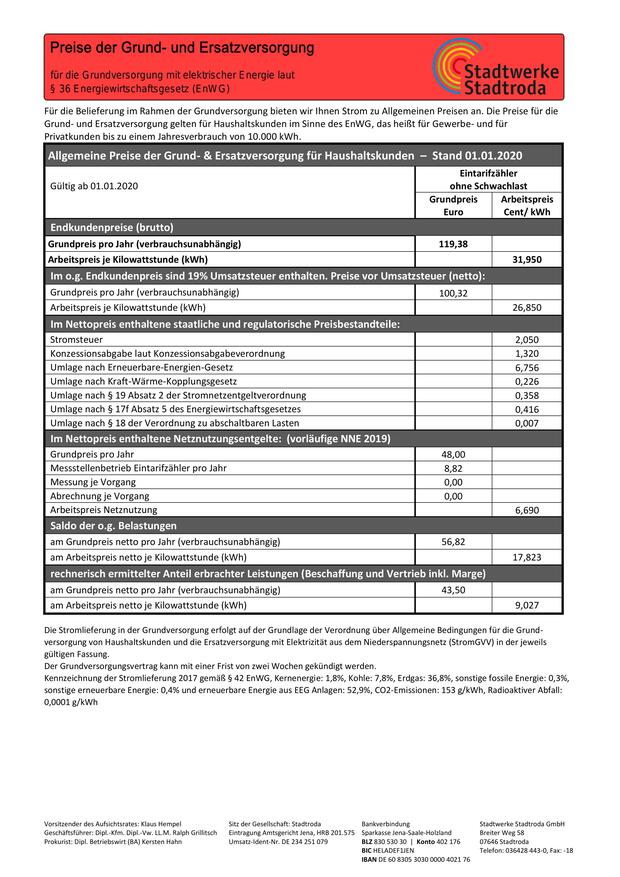 Preise der Grund- und Ersatzversorgung
für die Grundversorgung mit elektrischer Energie laut
§ 36 Energiewirtschaftsgesetz (EnWG)
Stadtwerke
Stadtroda
Für die Belieferung im Rahmen der Grundversorgung bieten wir Ihnen Strom zu Allgemeinen Preisen an. Die Preise für die
Grund- und Ersatzversorgung gelten für Haushaltskunden im Sinne des EnWG, das heißt für Gewerbe- und für
Privatkunden bis zu einem Jahresverbrauch von 10.000 kWh.
Allgemeine Preise der Grund- & Ersatzversorgung für Haushaltskunden – Stand 01.01.2020
Gültig ab 01.01.2020
Eintarifzähler
ohne Schwachlast
Grundpreis Arbeitspreis
Euro Cent/ kWh
Endkundenpreise (brutto)
Grundpreis pro Jahr (verbrauchsunabhängig) 119,38
Arbeitspreis je Kilowattstunde (kWh) 31,950
Im o.g. Endkundenpreis sind 19% Umsatzsteuer enthalten. Preise vor Umsatzsteuer (netto):
Grundpreis pro Jahr (verbrauchsunabhängig) 100,32
Arbeitspreis je Kilowattstunde (kWh) 26,850
Im Nettopreis enthaltene staatliche und regulatorische Preisbestandteile:
Stromsteuer 2,050
Konzessionsabgabe laut Konzessionsabgabeverordnung 1,320
Umlage nach Erneuerbare-Energien-Gesetz 6,756
Umlage nach Kraft-Wärme-Kopplungsgesetz 0,226
Umlage nach § 19 Absatz 2 der Stromnetzentgeltverordnung 0,358
Umlage nach § 17f Absatz 5 des Energiewirtschaftsgesetzes 0,416
Umlage nach § 18 der Verordnung zu abschaltbaren Lasten 0,007
Im Nettopreis enthaltene Netznutzungsentgelte: (vorläufige NNE 2019)
Grundpreis pro Jahr 48,00
Messstellenbetrieb Eintarifzähler pro Jahr 8,82
Messung je Vorgang 0,00
Abrechnung je Vorgang 0,00
Arbeitspreis Netznutzung 6,690
Saldo der o.g. Belastungen
am Grundpreis netto pro Jahr (verbrauchsunabhängig) 56,82
am Arbeitspreis netto je Kilowattstunde (kWh) 17,823
rechnerisch ermittelter Anteil erbrachter Leistungen (Beschaffung und Vertrieb inkl. Marge)
am Grundpreis netto pro Jahr (verbrauchsunabhängig) 43,50
am Arbeitspreis netto je Kilowattstunde (kWh) 9,027
Die Stromlieferung in der Grundversorgung erfolgt auf der Grundlage der Verordnung über Allgemeine Bedingungen für die Grund-
versorgung von Haushaltskunden und die Ersatzversorgung mit Elektrizität aus dem Niederspannungsnetz (StromGVV) in der jeweils
gültigen Fassung.
Der Grundversorgungsvertrag kann mit einer Frist von zwei Wochen gekündigt werden.
Kennzeichnung der Stromlieferung 2017 gemäß § 42 EnWG, Kernenergie: 1,8%, Kohle: 7,8%, Erdgas: 36,8%, sonstige fossile Energie: 0,3%,
sonstige erneuerbare Energie: 0,4% und erneuerbare Energie aus EEG Anlagen: 52,9%, CO2-Emissionen: 153 g/kWh, Radioaktiver Abfall:
0,0001 g/kWh
Vorsitzender des Aufsichtsrates: Klaus Hempel
Geschäftsführer: Dipl.-Kfm. Dipl.-Vw. LL.M. Ralph Grillitsch
Prokurist: Dipl. Betriebswirt (BA) Kersten Hahn
Sitz der Gesellschaft: Stadtroda
Eintragung Amtsgericht Jena, HRB 201.575
Umsatz-Ident-Nr. DE 234 251 079
Bankverbindung
Sparkasse Jena-Saale-Holzland
BLZ 830 530 30 | Konto 402 176
BIC HELADEF1JEN
IBAN DE 60 8305 3030 0000 4021 76
Stadtwerke Stadtroda GmbH
Breiter Weg 58
07646 Stadtroda
Telefon: 036428 443-0, Fax: -18